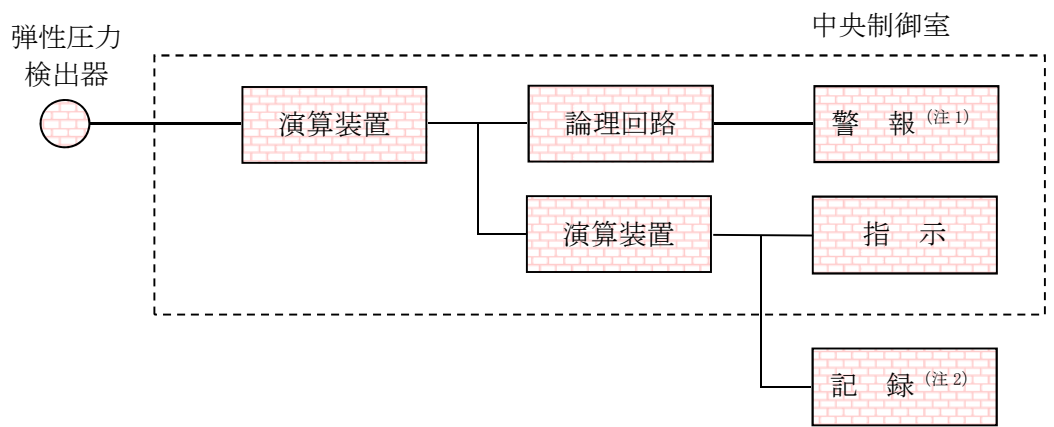 中央制御室
弾性圧力
検出器
演算装置
論理回路
警 報 (注1)
演算装置
指 示
記 録 (注2)